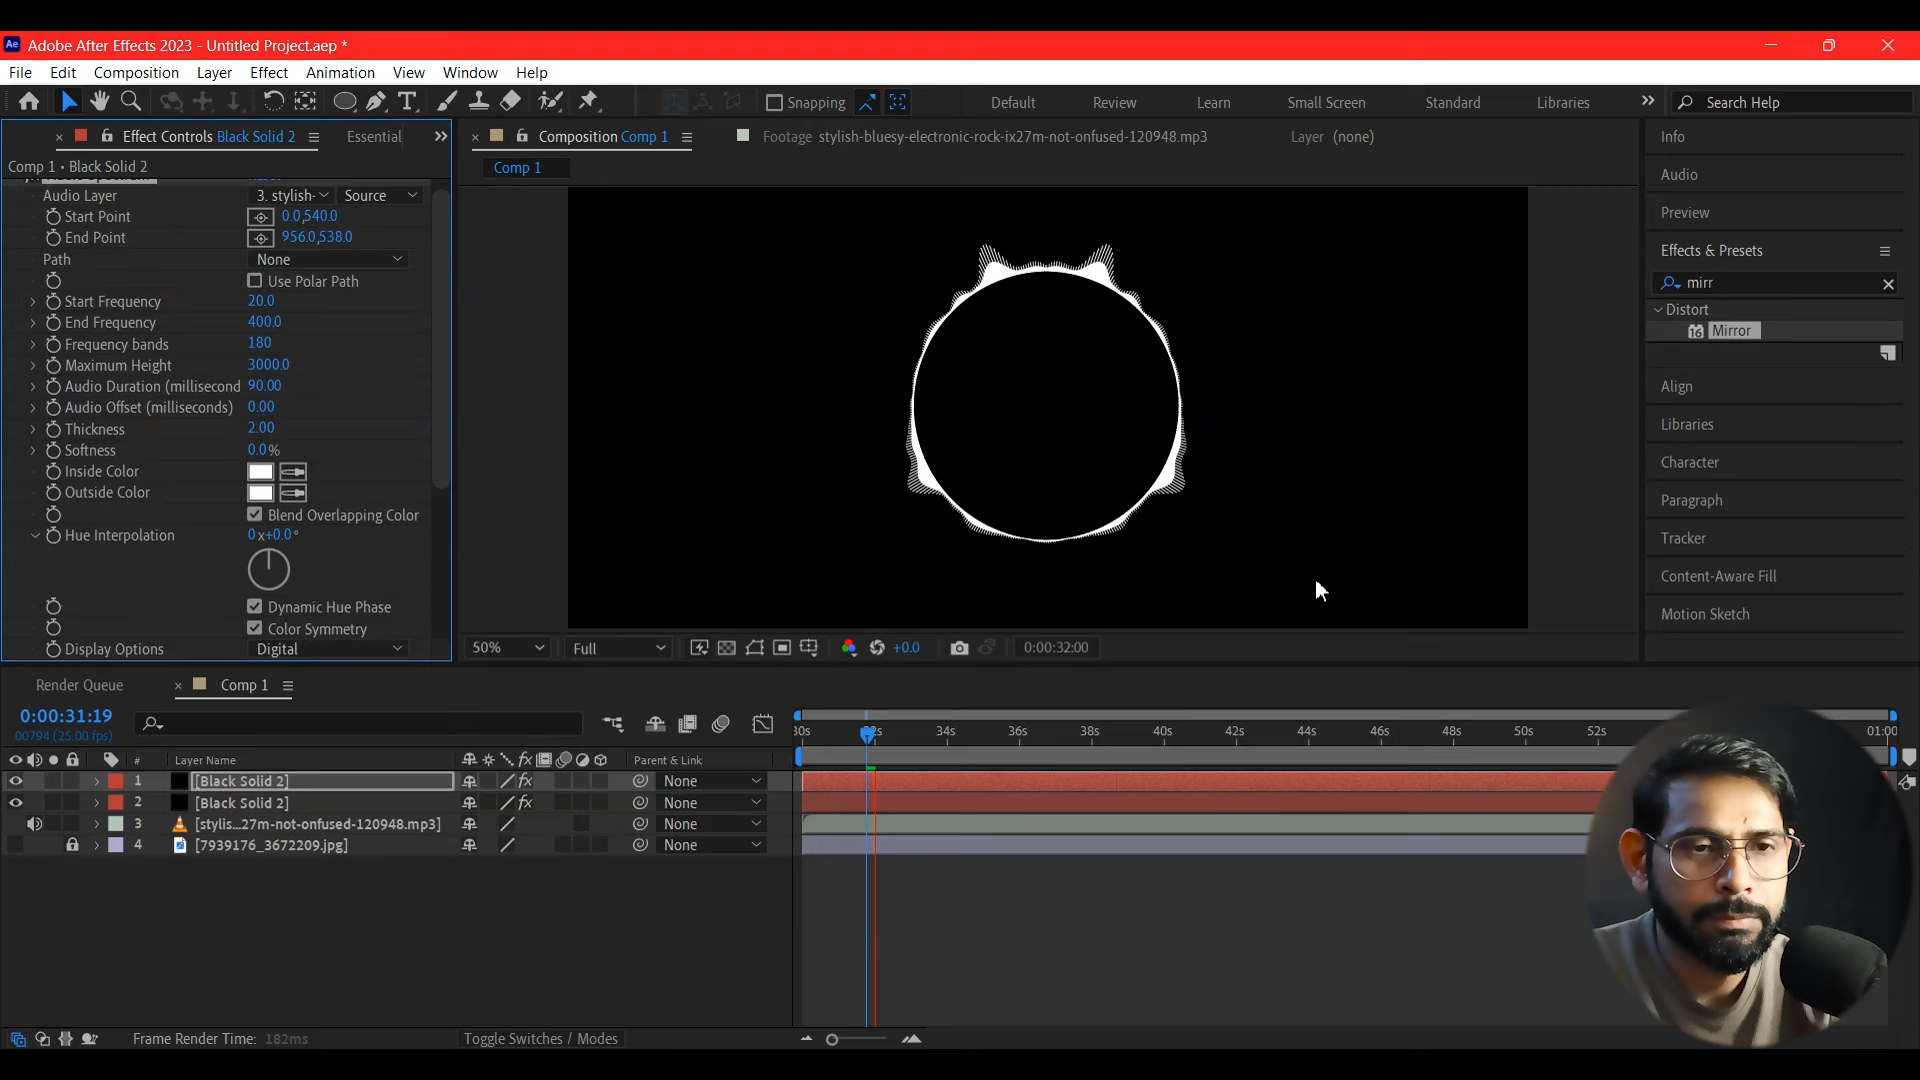 Ae Adobe After Effects 2023 - Untitled Project.aep *
File Edit Composition Layer Effect Animation View Window Help
Snapping Default Review Learn Small Screen Standard Libraries Search Help
Effect Controls Black Solid 2 Essential
Composition Comp 1 Footage stylish-bluesy-electronic-rock-ix27m-not-onfused-120948.mp3 Layer (none)
Comp 1 • Black Solid 2
Comp 1
Audio Layer 3. stylish- Source
Start Point 0.0,540.0
End Point 956.0,538.0
Path None
Use Polar Path
Start Frequency 20.0
End Frequency 400.0
Frequency bands 180
Maximum Height 3000.0
Audio Duration (millisecond 90.00
Audio Offset (milliseconds) 0.00
Thickness 2.00
Softness 0.0%
Inside Color
Outside Color
Blend Overlapping Color
Hue Interpolation 0x+0.0°
Dynamic Hue Phase
Color Symmetry
Display Options Digital
50% Full +0.0 0:00:32:00
Info
Audio
Preview
Effects & Presets
mirr
Distort
16 Mirror
Align
Libraries
Character
Paragraph
Tracker
Content-Aware Fill
Motion Sketch
Render Queue Comp 1
0:00:31:19
00794 (25.00 fps)
34s 36s 38s 40s 42s 44s 46s 48s 50s 52s 01:00
# Layer Name fx Parent & Link
1 [Black Solid 2] fx None
2 [Black Solid 2] fx None
3 [stylis...27m-not-onfused-120948.mp3] None
4 [7939176_3672209.jpg] None
Frame Render Time: 182ms Toggle Switches / Modes